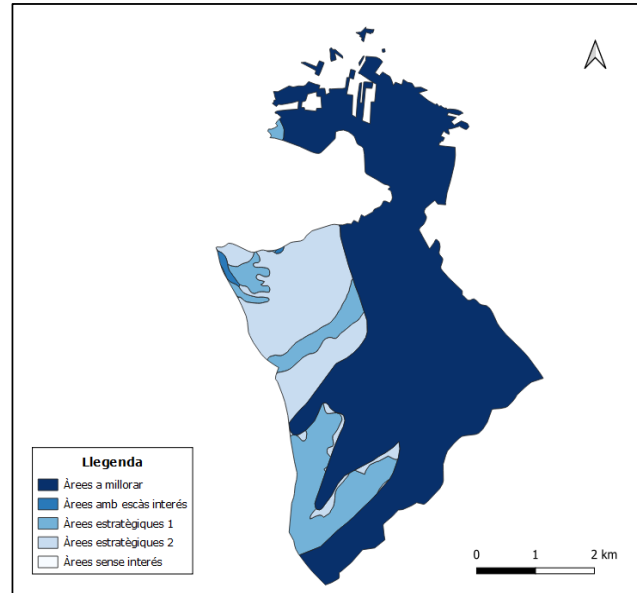 Llegenda
Àrees a millorar
Àrees amb escàs interés
Àrees estratègiques 1
Àrees estratègiques 2
Àrees sense interés
0 1 2 km